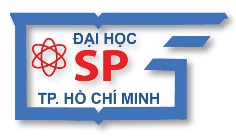 ĐẠI HỌC
SP
TP. HỒ CHÍ MINH